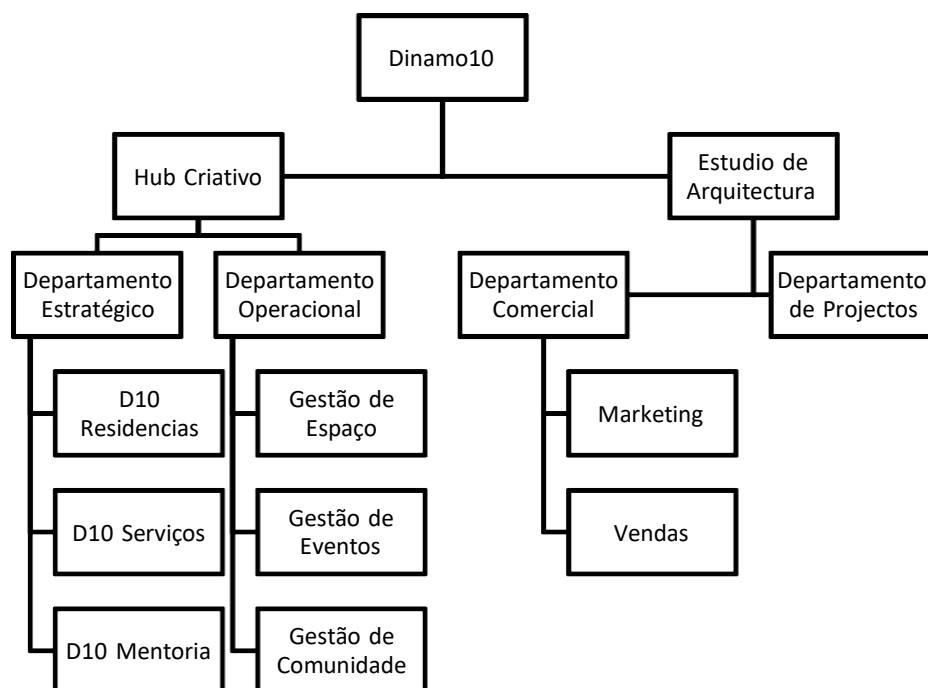 Dinamo10
Hub Criativo
Estudio de
Arquitectura
Departamento
Estratégico
Departamento
Operacional
Departamento
Comercial
Departamento
de Projectos
D10
Residencias
Gestão de
Espaço
Marketing
D10 Serviços
Gestão de
Eventos
Vendas
D10 Mentoria
Gestão de
Comunidade